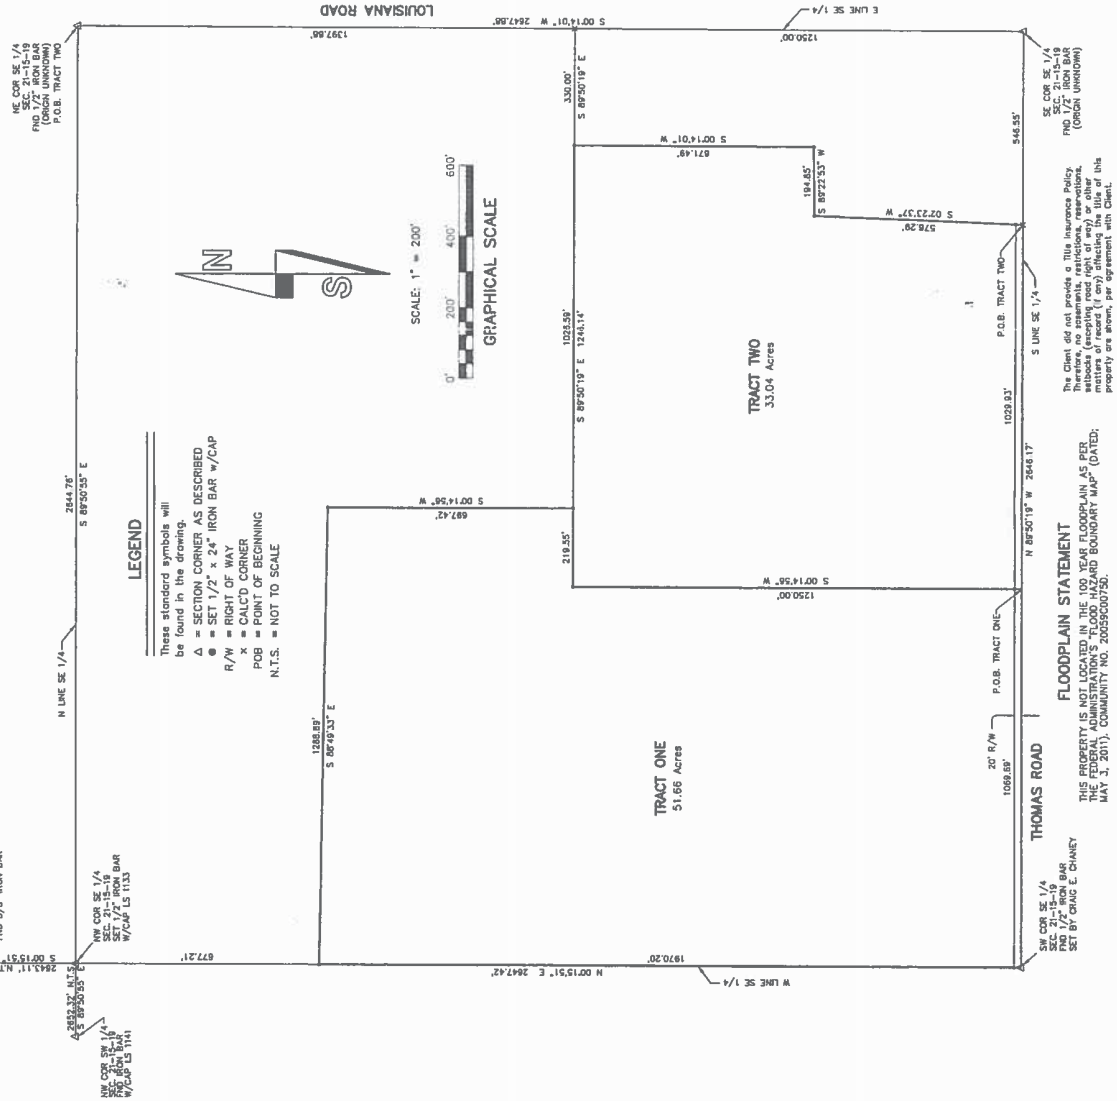 LOUISIANA ROAD
S 00°14'01" W 2647.88'
1397.88'
1250.00'
E LINE SE 1/4
NE COR SE 1/4
SEC. 21-15-19
FND 1/2" IRON BAR
(ORIGIN UNKNOWN)
P.O.B. TRACT TWO
SE COR SE 1/4
SEC. 21-15-19
FND 1/2" IRON BAR
(ORIGIN UNKNOWN)
330.00'
S 89°50'19" E
S 00°14'01" W
671.49'
194.85'
S 89°22'53" W
S 02°23'37" W
578.29'
546.55'
N
S
SCALE: 1" = 200'
0' 200' 400' 600'
GRAPHICAL SCALE
2644.76'
S 89°50'55" E
N LINE SE 1/4
LEGEND
These standard symbols will
be found in the drawing.
△ = SECTION CORNER AS DESCRIBED
● = SET 1/2" x 24" IRON BAR w/CAP
R/W = RIGHT OF WAY
x = CALC'D CORNER
POB = POINT OF BEGINNING
N.T.S. = NOT TO SCALE
1026.59'
S 89°50'19" E 1246.14'
TRACT TWO
33.04 Acres
P.O.B. TRACT TWO
S LINE SE 1/4
1029.93'
N 89°50'19" W 2646.17'
S 00°14'56" W
697.42'
219.55'
S 00°14'56" W
1250.00'
1288.89'
S 88°49'33" E
TRACT ONE
51.66 Acres
P.O.B. TRACT ONE
20' R/W
1069.69'
THOMAS ROAD
S 00°15'51"
2643.11' N.T.S.
2652.32' N.T.S.
S 89°50'55" E
NW COR SE 1/4
SEC. 21-15-19
SET 1/2" IRON BAR
W/CAP LS 1133
NW COR SW 1/4
SEC. 21-15-19
FND IRON BAR
W/CAP LS 1141
677.21'
1970.20'
N 00°15'51" E 2647.42'
W LINE SE 1/4
SW COR SE 1/4
SEC. 21-15-19
FND 1/2" IRON BAR
SET BY CRAIG E. CHANEY
FLOODPLAIN STATEMENT
THIS PROPERTY IS NOT LOCATED IN THE 100 YEAR FLOODPLAIN AS PER
THE FEDERAL ADMINISTRATION'S "FLOOD HAZARD BOUNDARY MAP" (DATED;
MAY 3, 2011). COMMUNITY NO. 20059C0075D.
The Client did not provide a Title Insurance Policy.
Therefore, no easements, restrictions, reservations,
setbacks (excepting road right of way) or other
matters of record (if any) affecting the title of this
property are shown, per agreement with Client.